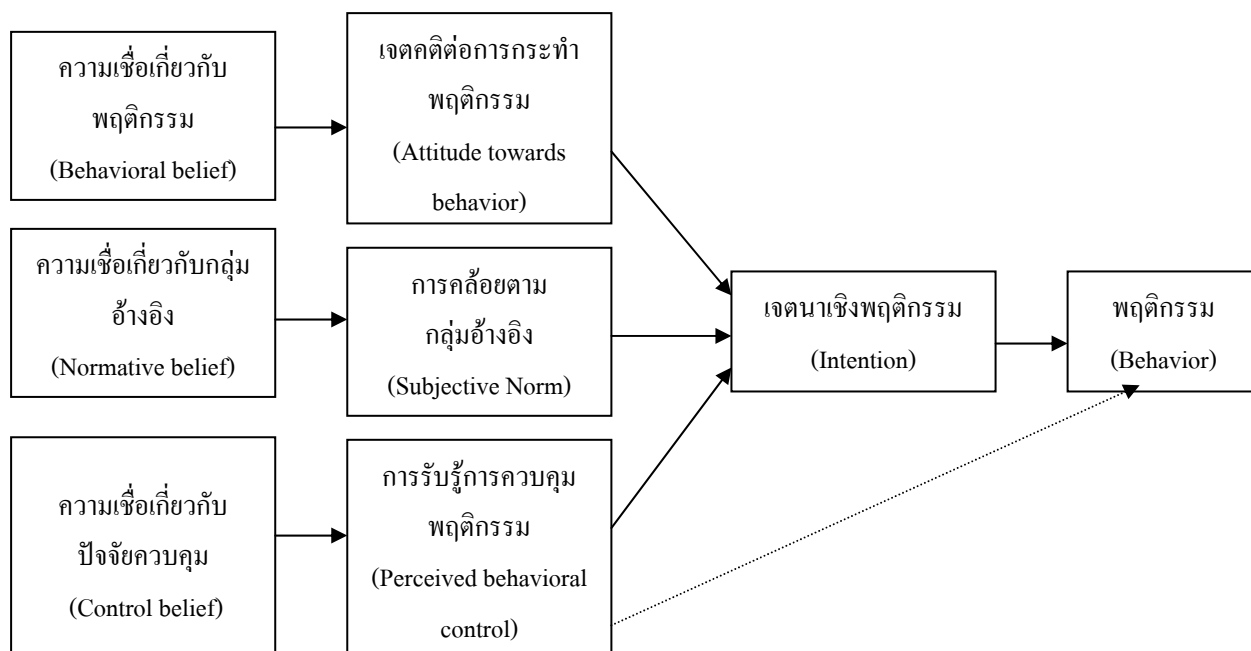 ความเชื่อเกี่ยวกับ
พฤติกรรม
(Behavioral belief)
เจตคติต่อการกระทำ
พฤติกรรม
(Attitude towards
behavior)
ความเชื่อเกี่ยวกับกลุ่ม
อ้างอิง
(Normative belief)
การคล้อยตาม
กลุ่มอ้างอิง
(Subjective Norm)
เจตนาเชิงพฤติกรรม
(Intention)
พฤติกรรม
(Behavior)
ความเชื่อเกี่ยวกับ
ปัจจัยควบคุม
(Control belief)
การรับรู้การควบคุม
พฤติกรรม
(Perceived behavioral
control)